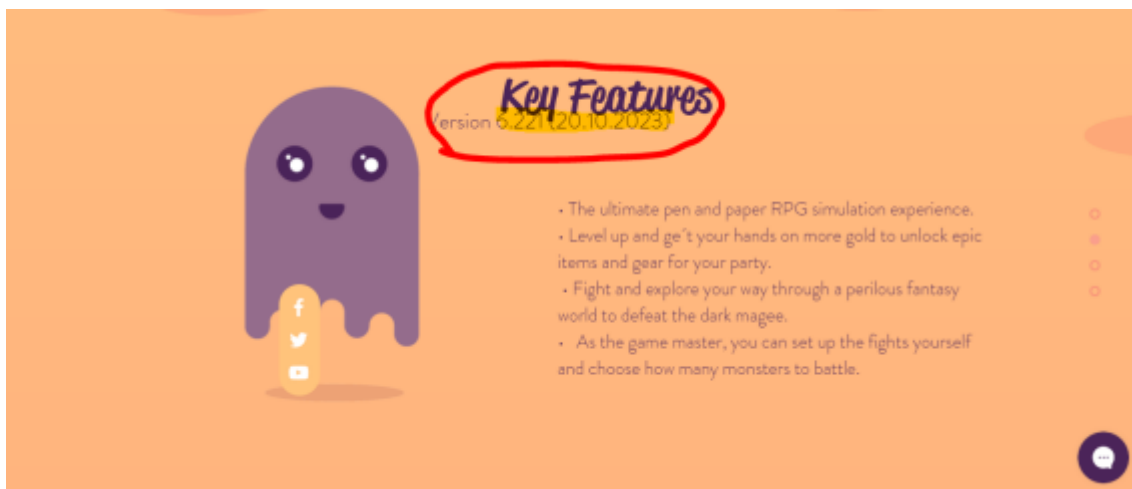 Key Features
Version 6.221 (20.10.2023)
• The ultimate pen and paper RPG simulation experience.
• Level up and ge´t your hands on more gold to unlock epic
items and gear for your party.
• Fight and explore your way through a perilous fantasy
world to defeat the dark magee.
• As the game master, you can set up the fights yourself
and choose how many monsters to battle.